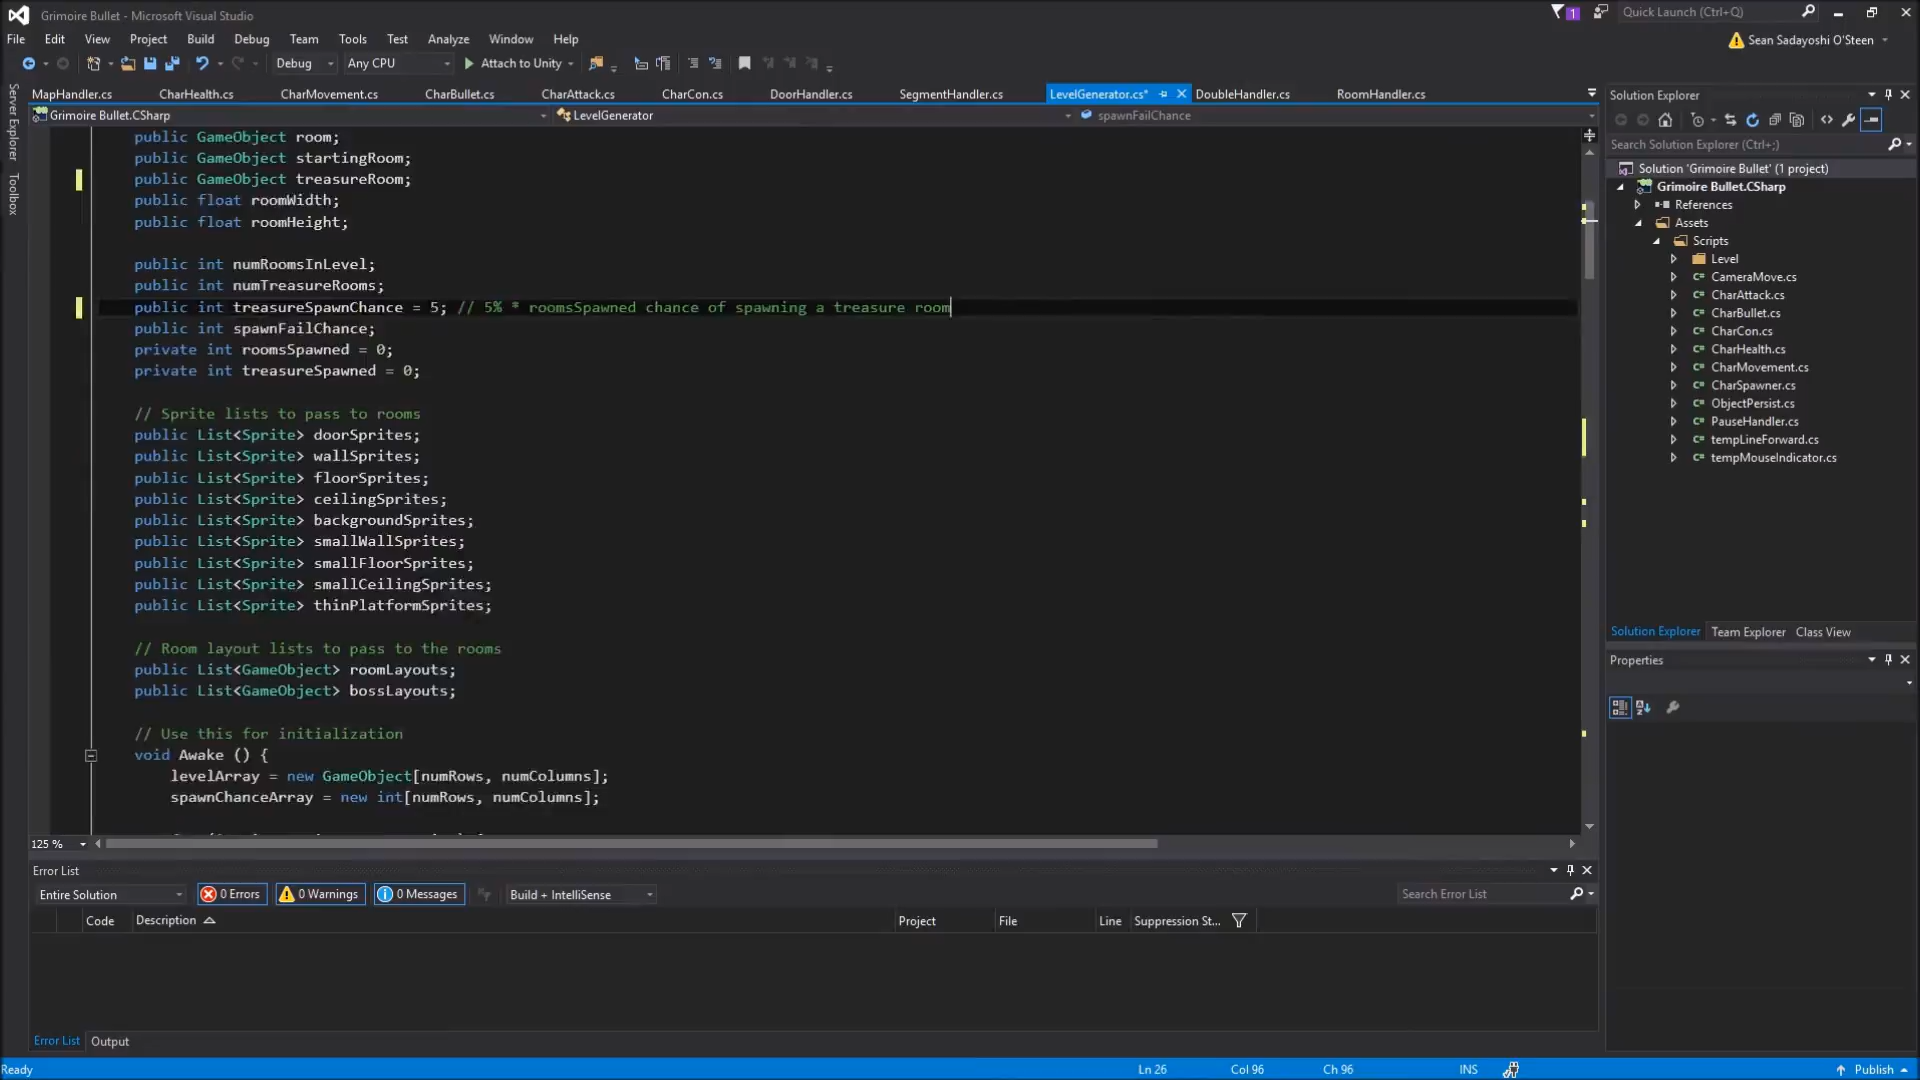 Grimoire Bullet - Microsoft Visual Studio
1
Quick Launch (Ctrl+Q)
File Edit View Project Build Debug Team Tools Test Analyze Window Help
Sean Sadayoshi O'Steen
Debug Any CPU Attach to Unity
Server Explorer
Toolbox
MapHandler.cs CharHealth.cs CharMovement.cs CharBullet.cs CharAttack.cs CharCon.cs DoorHandler.cs SegmentHandler.cs LevelGenerator.cs* DoubleHandler.cs RoomHandler.cs
Grimoire Bullet.CSharp LevelGenerator spawnFailChance
public GameObject room;
public GameObject startingRoom;
public GameObject treasureRoom;
public float roomWidth;
public float roomHeight;
public int numRoomsInLevel;
public int numTreasureRooms;
public int treasureSpawnChance = 5; // 5% * roomsSpawned chance of spawning a treasure room
public int spawnFailChance;
private int roomsSpawned = 0;
private int treasureSpawned = 0;
// Sprite lists to pass to rooms
public List<Sprite> doorSprites;
public List<Sprite> wallSprites;
public List<Sprite> floorSprites;
public List<Sprite> ceilingSprites;
public List<Sprite> backgroundSprites;
public List<Sprite> smallWallSprites;
public List<Sprite> smallFloorSprites;
public List<Sprite> smallCeilingSprites;
public List<Sprite> thinPlatformSprites;
// Room layout lists to pass to the rooms
public List<GameObject> roomLayouts;
public List<GameObject> bossLayouts;
// Use this for initialization
void Awake () {
levelArray = new GameObject[numRows, numColumns];
spawnChanceArray = new int[numRows, numColumns];
125 %
Solution Explorer
Search Solution Explorer (Ctrl+;)
Solution 'Grimoire Bullet' (1 project)
Grimoire Bullet.CSharp
References
Assets
Scripts
Level
CameraMove.cs
CharAttack.cs
CharBullet.cs
CharCon.cs
CharHealth.cs
CharMovement.cs
CharSpawner.cs
ObjectPersist.cs
PauseHandler.cs
tempLineForward.cs
tempMouseIndicator.cs
Solution Explorer Team Explorer Class View
Properties
Error List
Entire Solution 0 Errors 0 Warnings 0 Messages Build + IntelliSense Search Error List
Code Description Project File Line Suppression St...
Error List Output
Ready Ln 26 Col 96 Ch 96 INS Publish